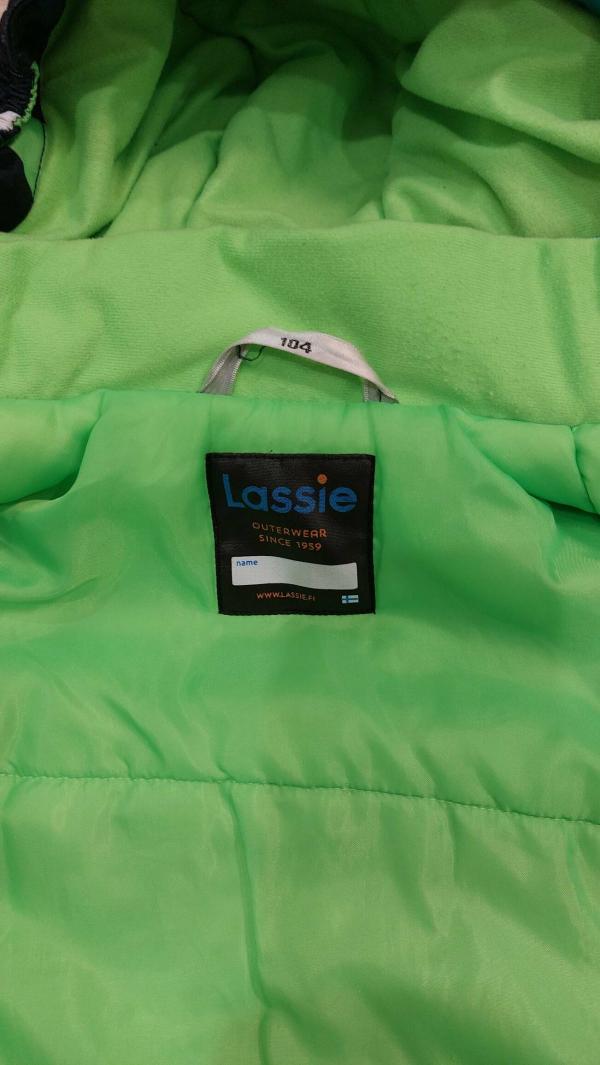 104
Lassie
OUTERWEAR
SINCE 1959
name
WWW.LASSIE.FI